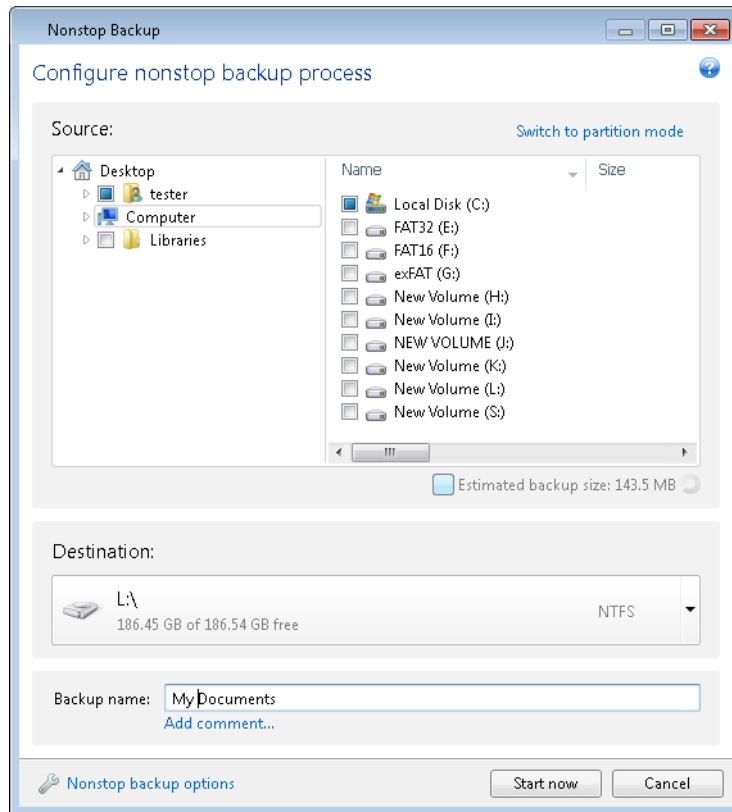 Nonstop Backup
Configure nonstop backup process
Source:
Switch to partition mode
Desktop
tester
Computer
Libraries
Name
Size
Local Disk (C:)
FAT32 (E:)
FAT16 (F:)
exFAT (G:)
New Volume (H:)
New Volume (I:)
NEW VOLUME (J:)
New Volume (K:)
New Volume (L:)
New Volume (S:)
Estimated backup size: 143.5 MB
Destination:
L:\
186.45 GB of 186.54 GB free
NTFS
Backup name:
My Documents
Add comment...
Nonstop backup options
Start now
Cancel